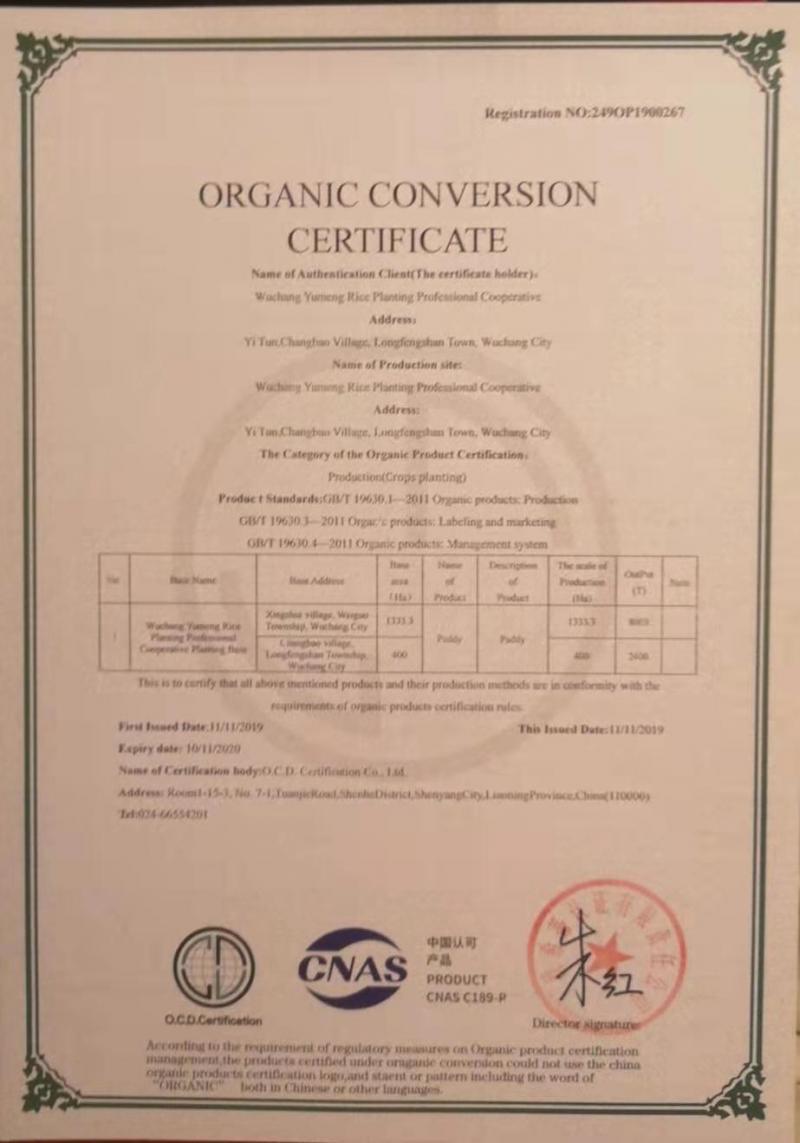 Registration NO:249OP1900267
ORGANIC CONVERSION
CERTIFICATE
Name of Authentication Client(The certificate holder):
Wuchang Yumeng Rice Planting Professional Cooperative
Address:
Yi Tun,Changbao Village, Longfengshan Town, Wuchang City
Name of Production site:
Wuchang Yumeng Rice Planting Professional Cooperative
Address:
Yi Tun,Changbao Village, Longfengshan Town, Wuchang City
The Category of the Organic Product Certification:
Production(Crops planting)
Product Standards:GB/T 19630.1—2011 Organic products: Production
GB/T 19630.3—2011 Organic products: Labeling and marketing
GB/T 19630.4—2011 Organic products: Management system
Base Name
Base Address
Base area (Ha)
Name of Product
Description of Product
The scale of Production (Ha)
OutPut (T)
1
Wuchang Yumeng Rice
Planting Professional
Cooperative Planting Base
Township, Wuchang City
1333.3
Paddy
Paddy
1333.3
Changbao village,
Longfengshan Township,
Wuchang City
400
400
2400
This is to certify that all above mentioned products and their production methods are in conformity with the
requirements of organic products certification rules.
First Issued Date:11/11/2019
This Issued Date:11/11/2019
Expiry date: 10/11/2020
Name of Certification body:O.C.D. Certification Co., Ltd.
Address: Room1-15-3, No. 7-1,TuanjieRoad,ShenheDistrict,ShenyangCity,LiaoningProvince,China(110000)
Tel:024-66554201
O.C.D.Certification
CNAS
中国认可
产品
PRODUCT
CNAS C189-P
朱红
Director signature:
According to the requirement of regulatory measures on Organic product certification
management,the products certified under oraganic conversion could not use the china
organic products certification logo,and staent or pattern including the word of
"ORGANIC" both in Chinese or other languages.